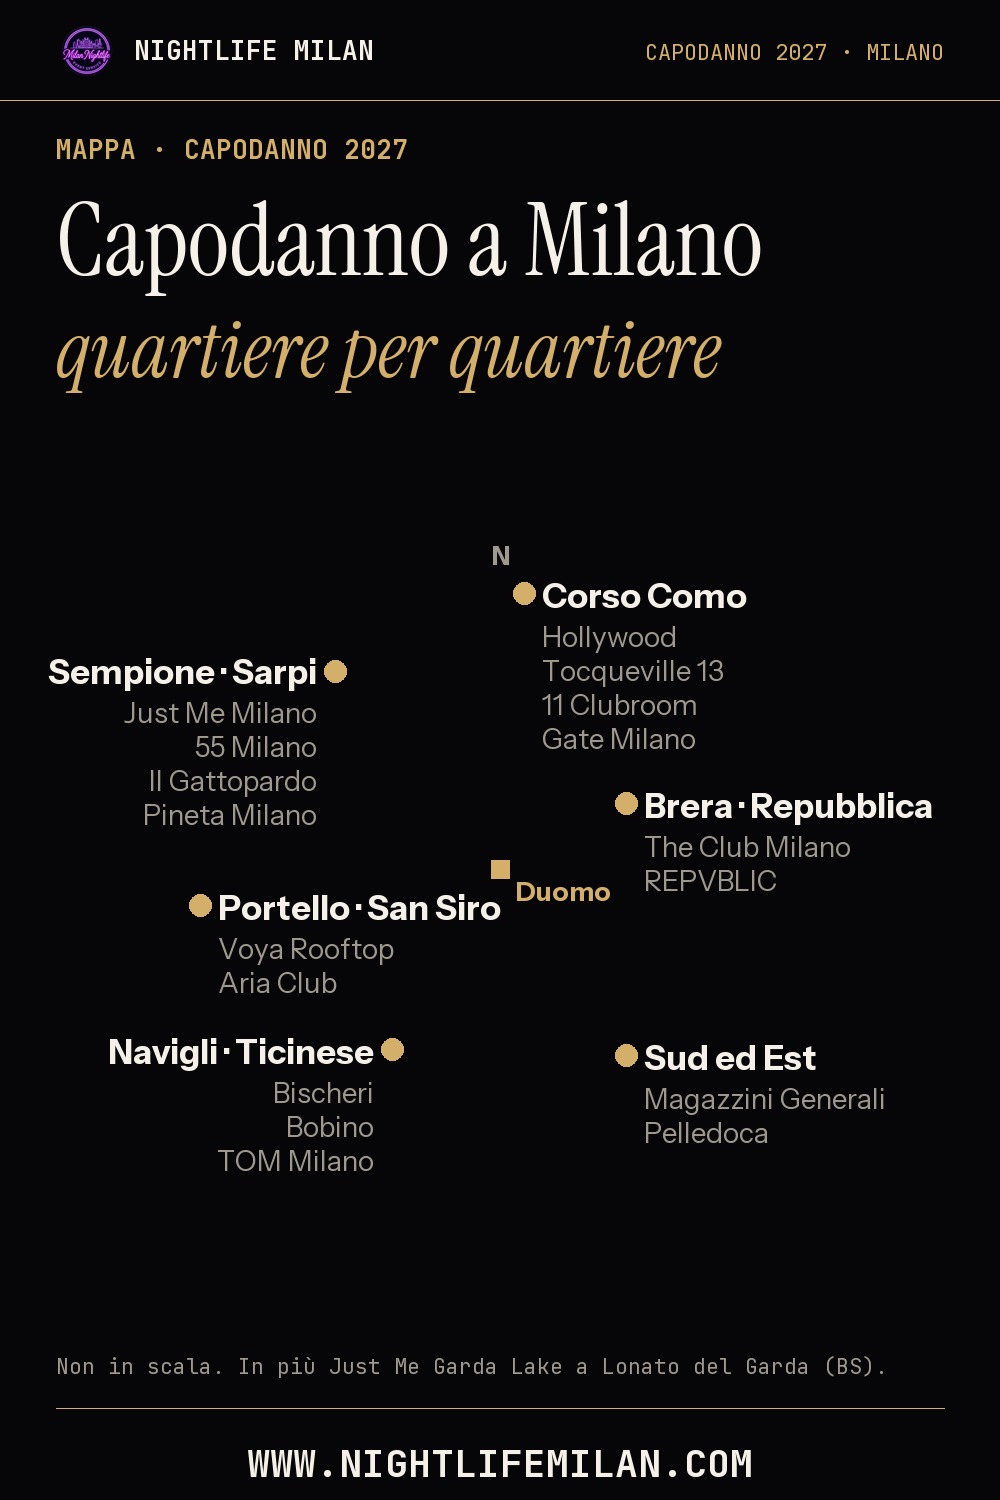 Milan Nightlife
NIGHTLIFE MILAN
CAPODANNO 2027 · MILANO
MAPPA · CAPODANNO 2027
Capodanno a Milano
quartiere per quartiere
N
Corso Como
Hollywood
Tocqueville 13
11 Clubroom
Gate Milano
Sempione · Sarpi
Just Me Milano
55 Milano
Il Gattopardo
Pineta Milano
Brera · Repubblica
The Club Milano
REPVBLIC
Duomo
Portello · San Siro
Voya Rooftop
Aria Club
Navigli · Ticinese
Bischeri
Bobino
TOM Milano
Sud ed Est
Magazzini Generali
Pelledoca
Non in scala. In più Just Me Garda Lake a Lonato del Garda (BS).
WWW.NIGHTLIFEMILAN.COM